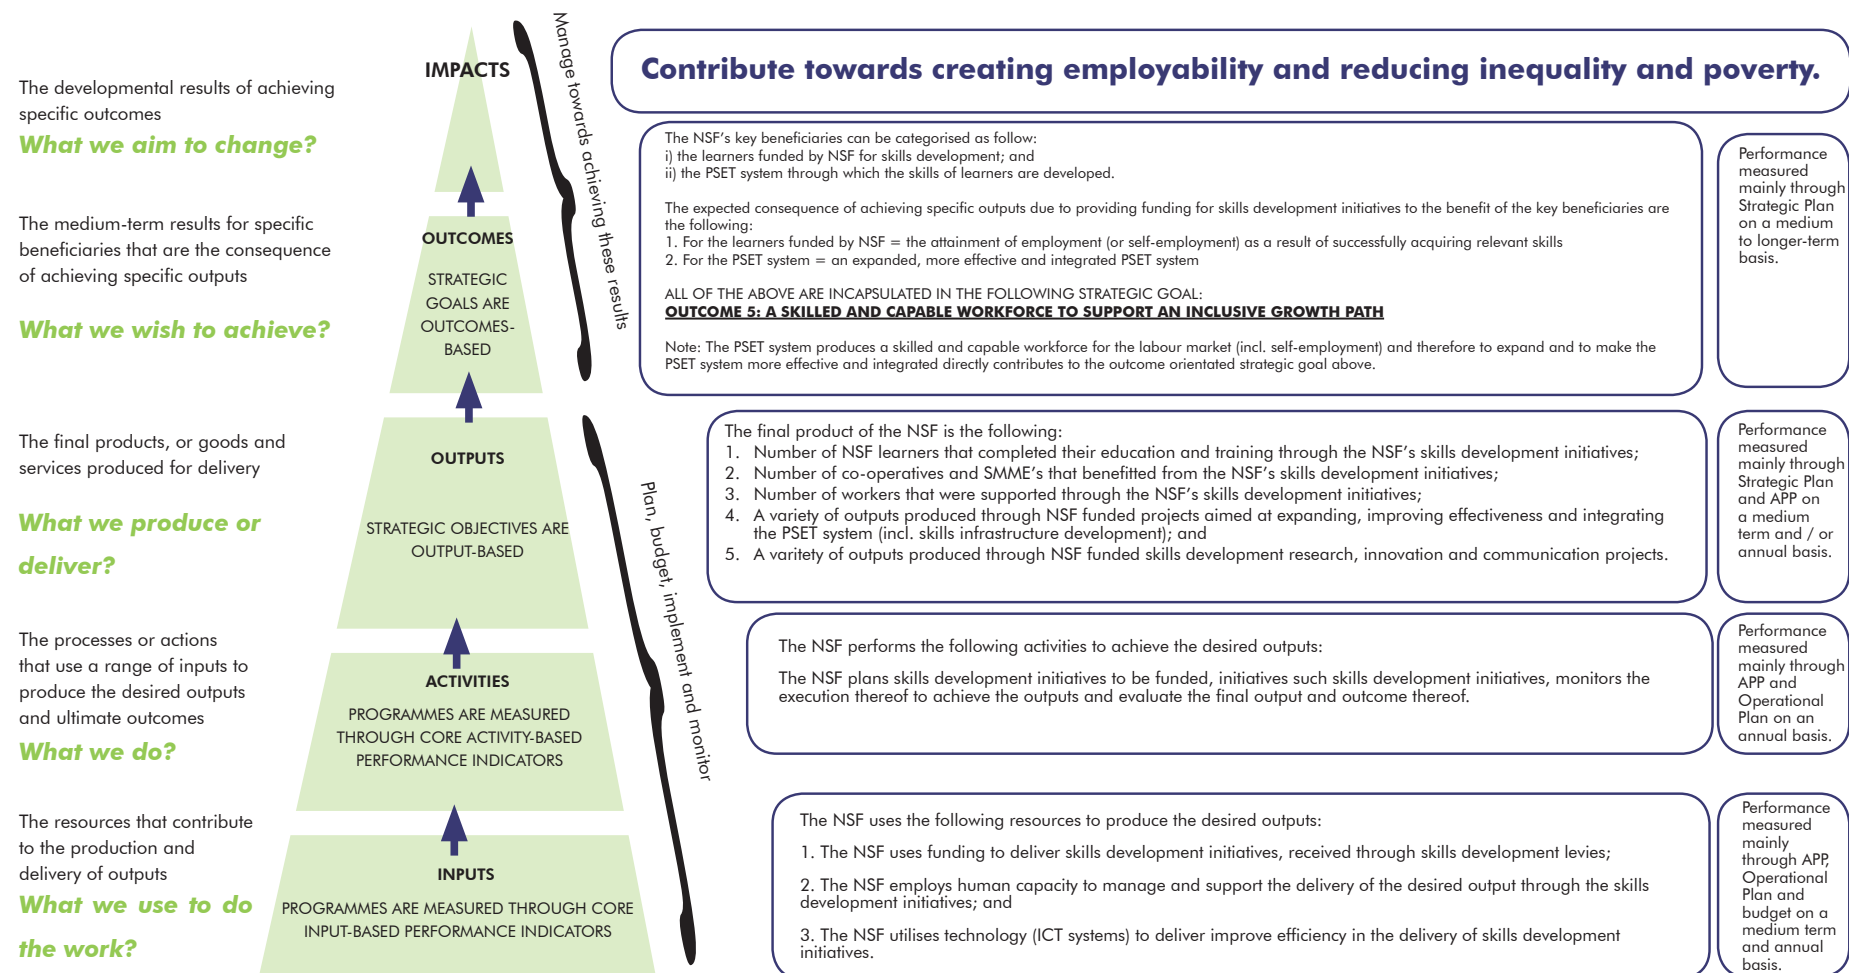 IMPACTS
The developmental results of achieving
specific outcomes
What we aim to change?
Manage towards achieving these results
Contribute towards creating employability and reducing inequality and poverty.
The medium-term results for specific
beneficiaries that are the consequence
of achieving specific outputs
What we wish to achieve?
OUTCOMES
STRATEGIC
GOALS ARE
OUTCOMES-
BASED
The NSF's key beneficiaries can be categorised as follow:
i) the learners funded by NSF for skills development; and
ii) the PSET system through which the skills of learners are developed.
The expected consequence of achieving specific outputs due to providing funding for skills development initiatives to the benefit of the key beneficiaries are
the following:
1. For the learners funded by NSF = the attainment of employment (or self-employment) as a result of successfully acquiring relevant skills
2. For the PSET system = an expanded, more effective and integrated PSET system
ALL OF THE ABOVE ARE INCAPSULATED IN THE FOLLOWING STRATEGIC GOAL:
OUTCOME 5: A SKILLED AND CAPABLE WORKFORCE TO SUPPORT AN INCLUSIVE GROWTH PATH
Note: The PSET system produces a skilled and capable workforce for the labour market (incl. self-employment) and therefore to expand and to make the
PSET system more effective and integrated directly contributes to the outcome orientated strategic goal above.
Performance
measured
mainly through
Strategic Plan
on a medium
to longer-term
basis.
The final products, or goods and
services produced for delivery
What we produce or
deliver?
OUTPUTS
STRATEGIC OBJECTIVES ARE
OUTPUT-BASED
Plan, budget, implement and monitor
The final product of the NSF is the following:
1. Number of NSF learners that completed their education and training through the NSF's skills development initiatives;
2. Number of co-operatives and SMME's that benefitted from the NSF's skills development initiatives;
3. Number of workers that were supported through the NSF's skills development initiatives;
4. A variety of outputs produced through NSF funded projects aimed at expanding, improving effectiveness and integrating
the PSET system (incl. skills infrastructure development); and
5. A varitety of outputs produced through NSF funded skills development research, innovation and communication projects.
Performance
measured
mainly through
Strategic Plan
and APP on
a medium
term and / or
annual basis.
The processes or actions
that use a range of inputs to
produce the desired outputs
and ultimate outcomes
What we do?
ACTIVITIES
PROGRAMMES ARE MEASURED
THROUGH CORE ACTIVITY-BASED
PERFORMANCE INDICATORS
The NSF performs the following activities to achieve the desired outputs:
The NSF plans skills development initiatives to be funded, initiatives such skills development initiatives, monitors the
execution thereof to achieve the outputs and evaluate the final output and outcome thereof.
Performance
measured
mainly through
APP and
Operational
Plan on an
annual basis.
The resources that contribute
to the production and
delivery of outputs
What we use to do
the work?
INPUTS
PROGRAMMES ARE MEASURED THROUGH CORE
INPUT-BASED PERFORMANCE INDICATORS
The NSF uses the following resources to produce the desired outputs:
1. The NSF uses funding to deliver skills development initiatives, received through skills development levies;
2. The NSF employs human capacity to manage and support the delivery of the desired output through the skills
development initiatives; and
3. The NSF utilises technology (ICT systems) to deliver improve efficiency in the delivery of skills development
initiatives.
Performance
measured
mainly
through APP,
Operational
Plan and
budget on a
medium term
and annual
basis.